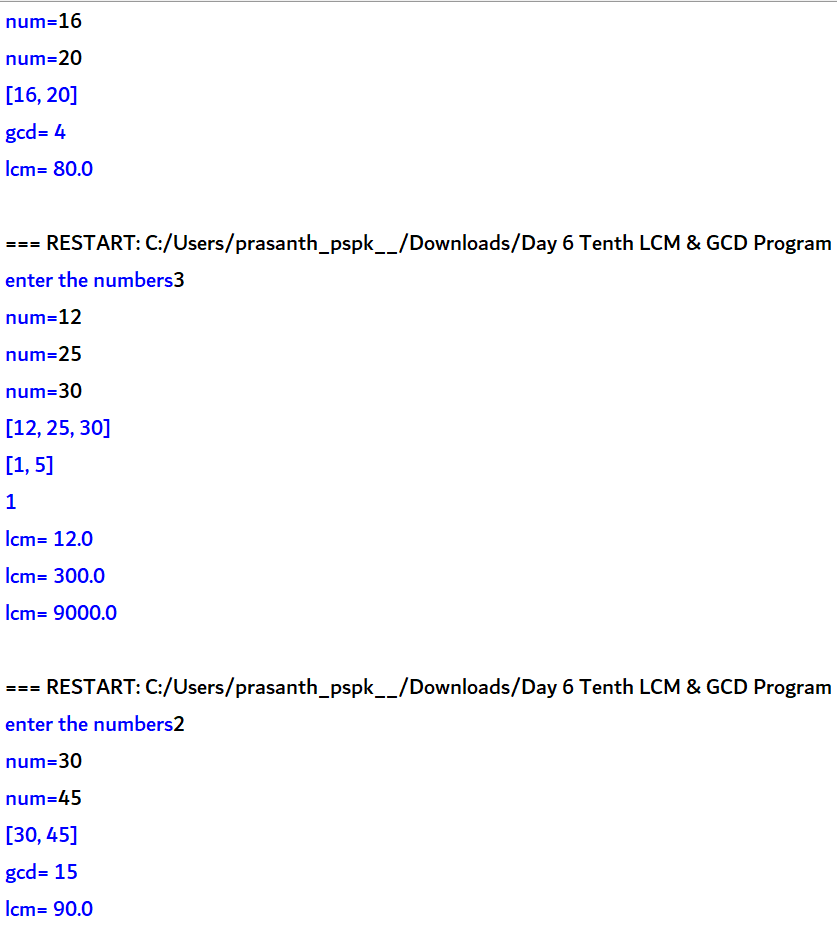 num=16
num=20
[16, 20]
gcd= 4
lcm= 80.0
=== RESTART: C:/Users/prasanth_pspk__/Downloads/Day 6 Tenth LCM & GCD Program
enter the numbers3
num=12
num=25
num=30
[12, 25, 30]
[1, 5]
1
lcm= 12.0
lcm= 300.0
lcm= 9000.0
=== RESTART: C:/Users/prasanth_pspk__/Downloads/Day 6 Tenth LCM & GCD Program
enter the numbers2
num=30
num=45
[30, 45]
gcd= 15
lcm= 90.0